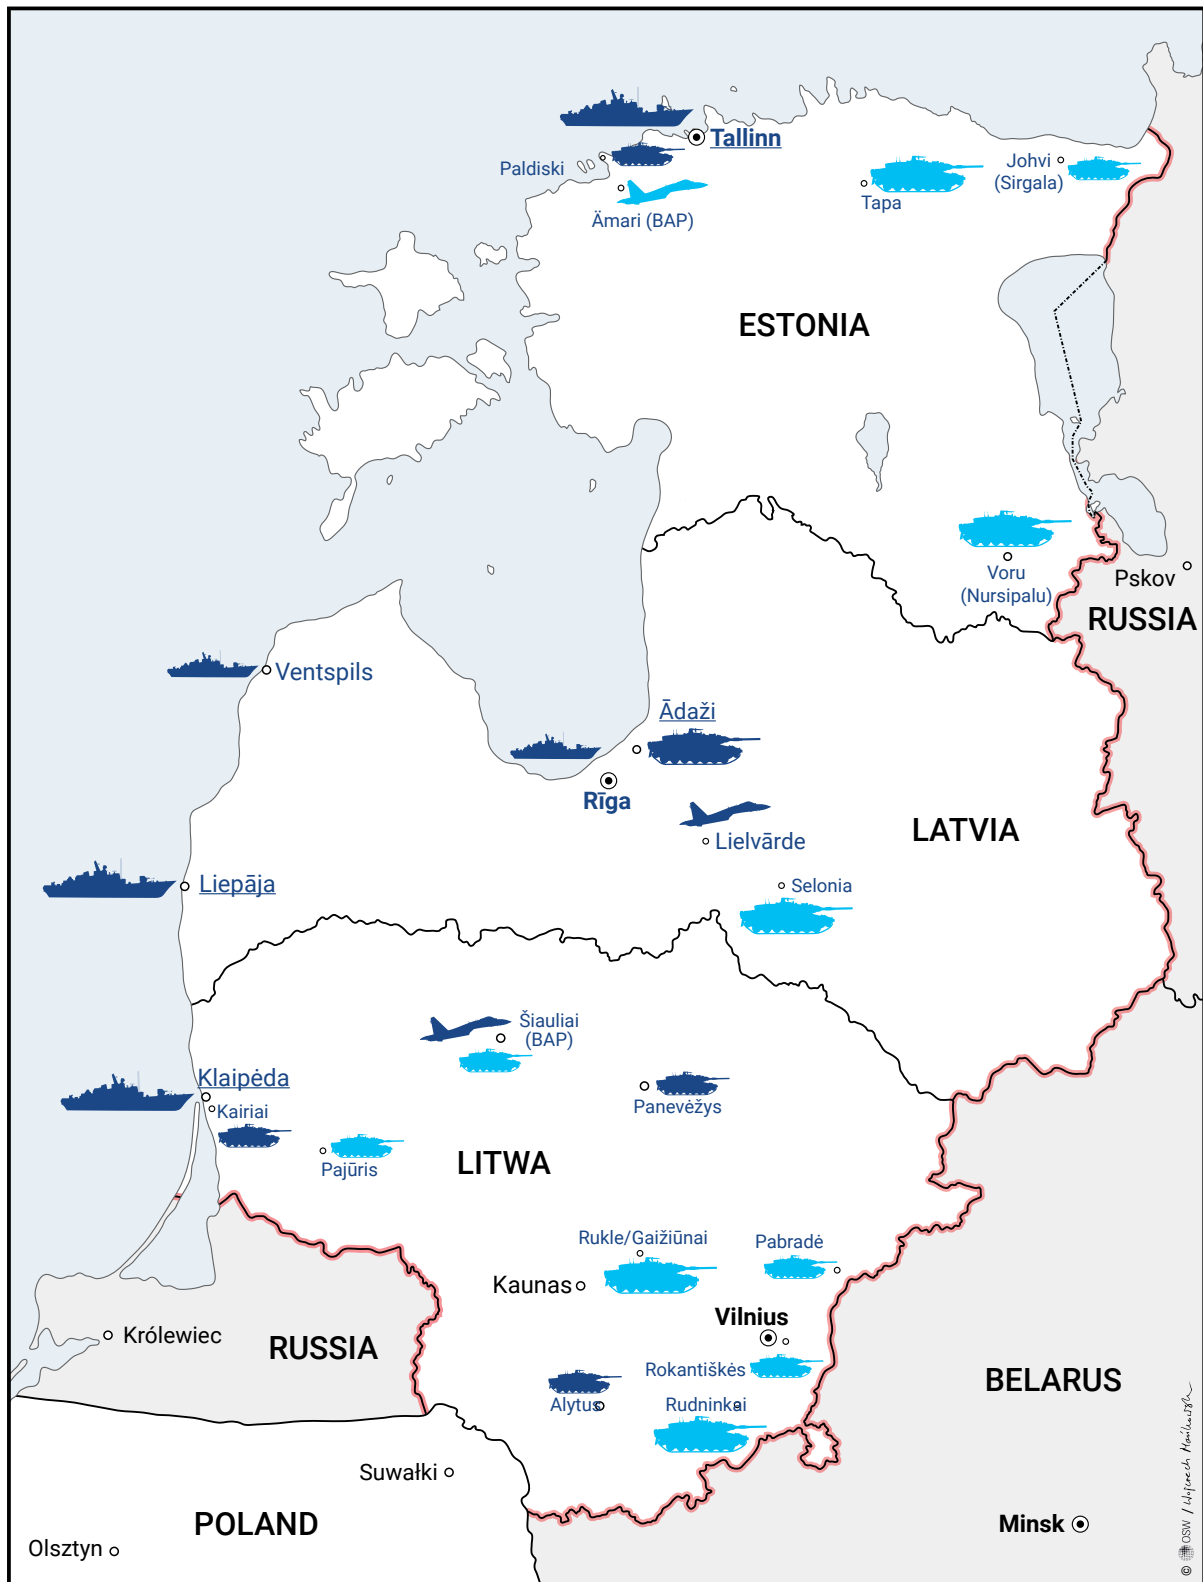 Tallinn
Paldiski
Ämari (BAP)
Tapa
Johvi
(Sirgala)
ESTONIA
Voru
(Nursipalu)
Pskov
RUSSIA
Ventspils
Ādaži
Rīga
Lielvārde
LATVIA
Liepāja
Selonia
Šiauliai
(BAP)
Klaipėda
Kairiai
Panevėžys
Pajūris
LITWA
Rukle/Gaižiūnai
Pabradė
Kaunas
Vilnius
Królewiec
RUSSIA
Rokantiškės
Alytus
Rudninkai
BELARUS
Suwałki
POLAND
Minsk
Olsztyn
© OSW / Wojciech Mańkowski